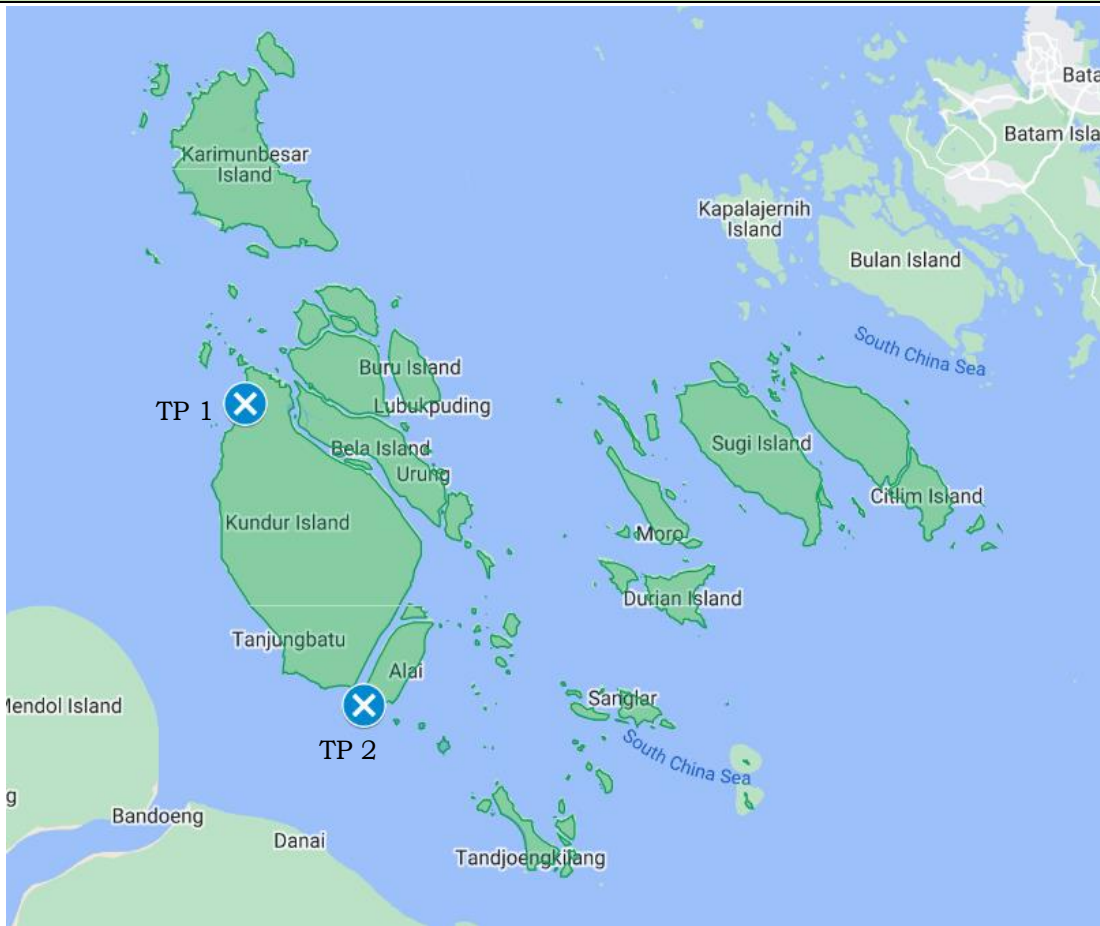 Bata
Batam Isla
Karimunbesar
Island
Kapalajernih
Island
Bulan Island
South China Sea
Buru Island
TP 1
Lubukpuding
Bela Island
Urung
Sugi Island
Citlim Island
Kundur Island
Moro
Durian Island
Tanjungbatu
Alai
Mendol Island
Sanglar
TP 2
South China Sea
g
Bandoeng
Danai
Tandjoengkilang